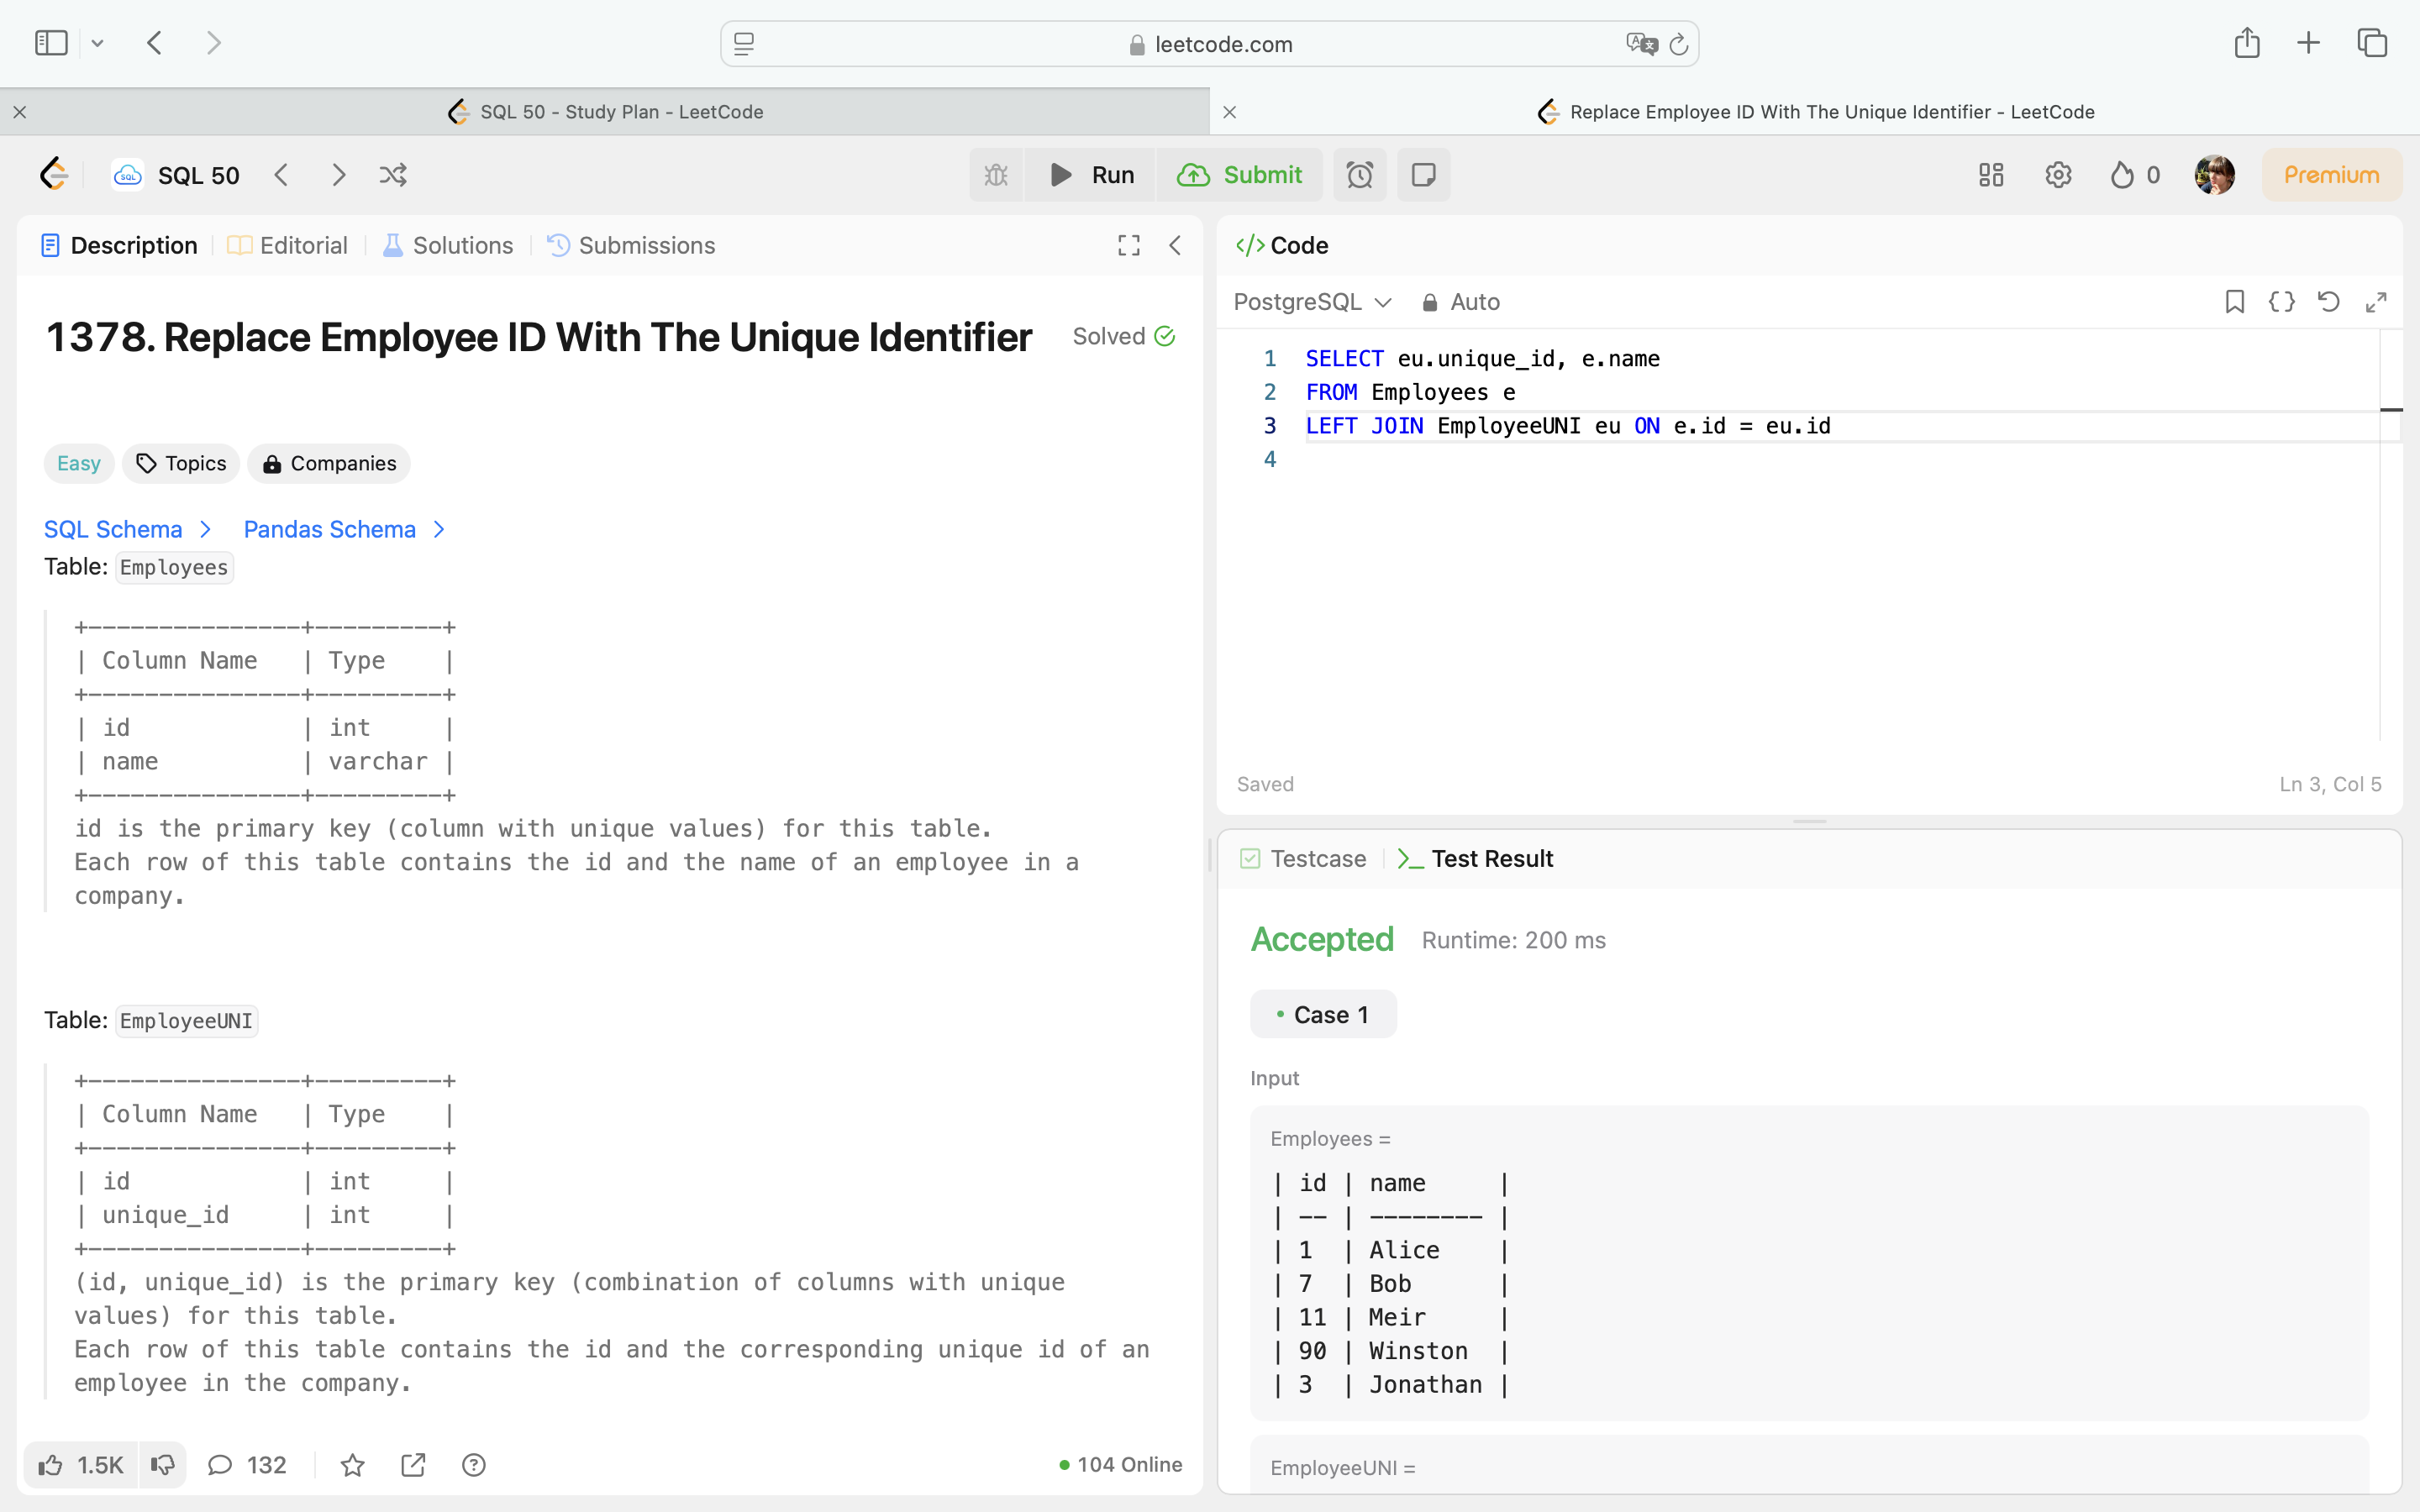 leetcode.com
SQL 50 - Study Plan - LeetCode
Replace Employee ID With The Unique Identifier - LeetCode
SQL
SQL 50
Run
Submit
0
Premium
Description
Editorial
Solutions
Submissions
1378. Replace Employee ID With The Unique Identifier
Solved
Easy
Topics
Companies
SQL Schema
Pandas Schema
Table: Employees
+---------------+---------+
| Column Name   | Type    |
+---------------+---------+
| id            | int     |
| name          | varchar |
+---------------+---------+
id is the primary key (column with unique values) for this table.
Each row of this table contains the id and the name of an employee in a
company.
Table: EmployeeUNI
+---------------+---------+
| Column Name   | Type    |
+---------------+---------+
| id            | int     |
| unique_id     | int     |
+---------------+---------+
(id, unique_id) is the primary key (combination of columns with unique
values) for this table.
Each row of this table contains the id and the corresponding unique id of an
employee in the company.
1.5K
132
104 Online
</> Code
PostgreSQL
Auto
1 SELECT eu.unique_id, e.name
2 FROM Employees e
3 LEFT JOIN EmployeeUNI eu ON e.id = eu.id
4
Saved
Ln 3, Col 5
Testcase
Test Result
Accepted
Runtime: 200 ms
• Case 1
Input
Employees =
| id | name     |
| -- | -------- |
| 1  | Alice    |
| 7  | Bob      |
| 11 | Meir     |
| 90 | Winston  |
| 3  | Jonathan |
EmployeeUNI =